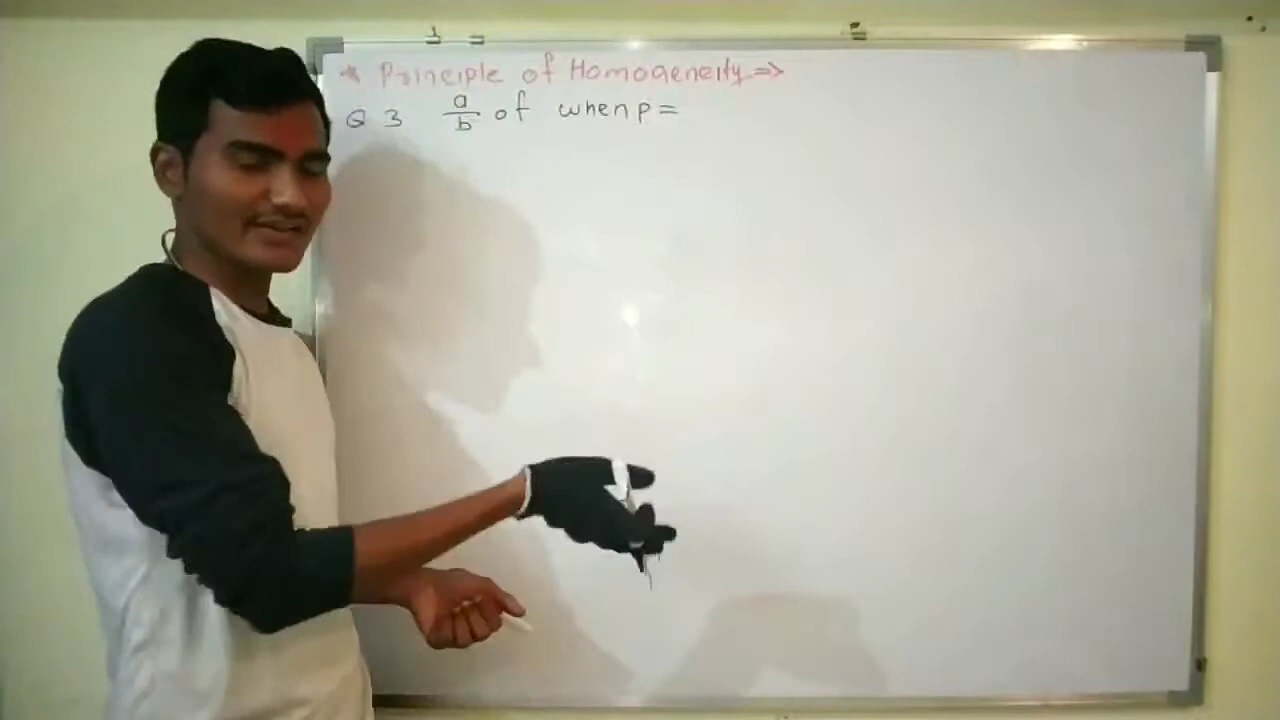 * Principle of Homogeneity =>
Q 3 a/b of when p =